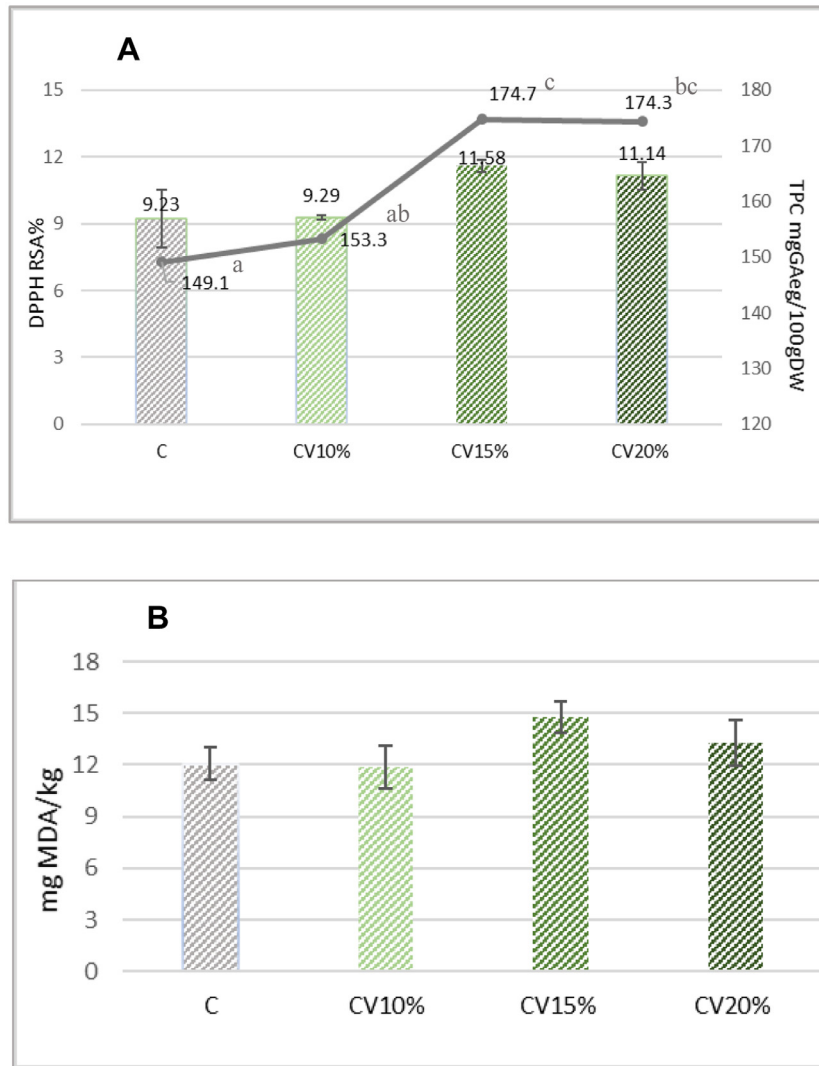 A
15
12
9
6
3
0
DPPH RSA%
180
170
160
150
140
130
120
TPC mgGAeg/100gDW
9.23
9.29
11.58
11.14
149.1 a
153.3 ab
174.7 c
174.3 bc
C CV10% CV15% CV20%
B
18
15
12
9
6
3
0
mg MDA/kg
C CV10% CV15% CV20%